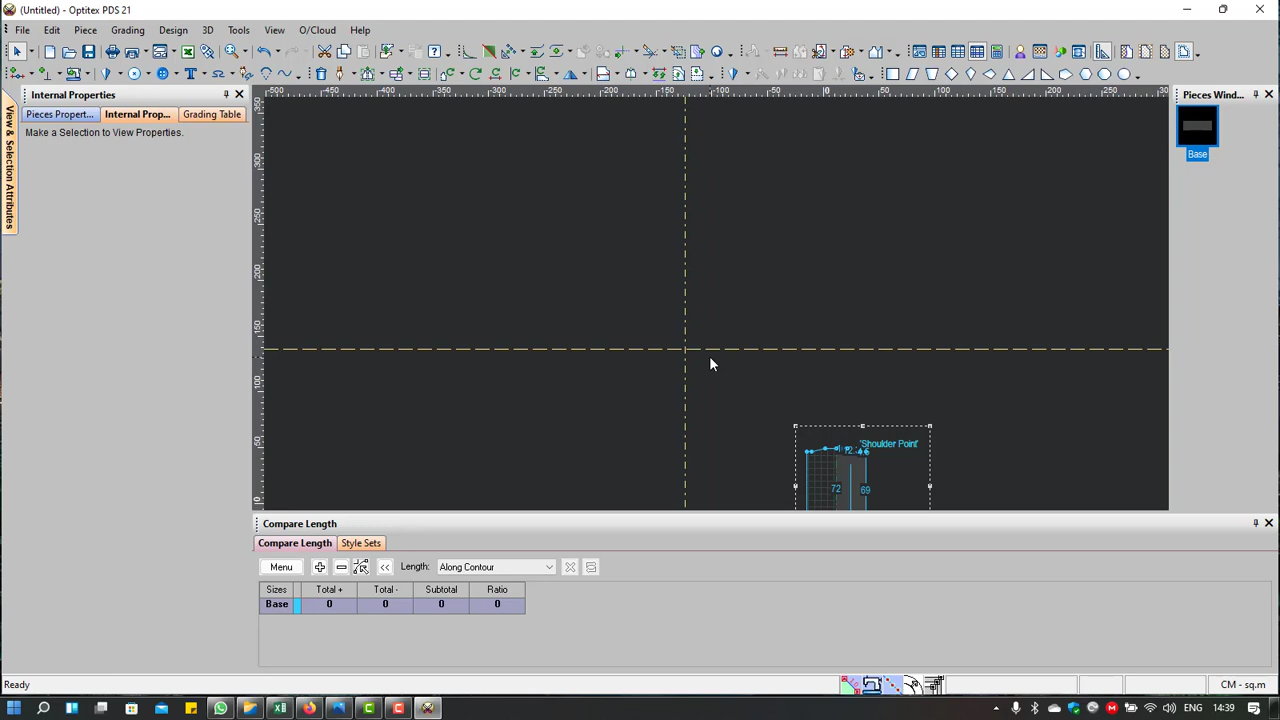 (Untitled) - Optitex PDS 21
File Edit Piece Grading Design 3D Tools View O/Cloud Help
Internal Properties
Pieces Propert... Internal Prop... Grading Table
Make a Selection to View Properties.
View & Selection Attributes
-500 -450 -400 -350 -300 -250 -200 -150 -100 -50 0 50 100 150 200 250 30
350
300
250
200
150
100
50
0
Pieces Wind...
Base
'Shoulder Point'
72 69
Compare Length
Compare Length Style Sets
Menu << Length: Along Contour
Sizes Total + Total - Subtotal Ratio
Base 0 0 0 0
Ready CM - sq.m
ENG 14:39